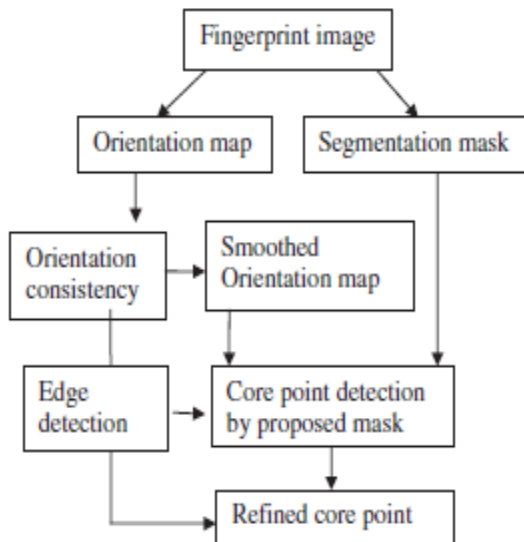 Fingerprint image
Orientation map
Segmentation mask
Orientation
consistency
Smoothed
Orientation map
Edge
detection
Core point detection
by proposed mask
Refined core point